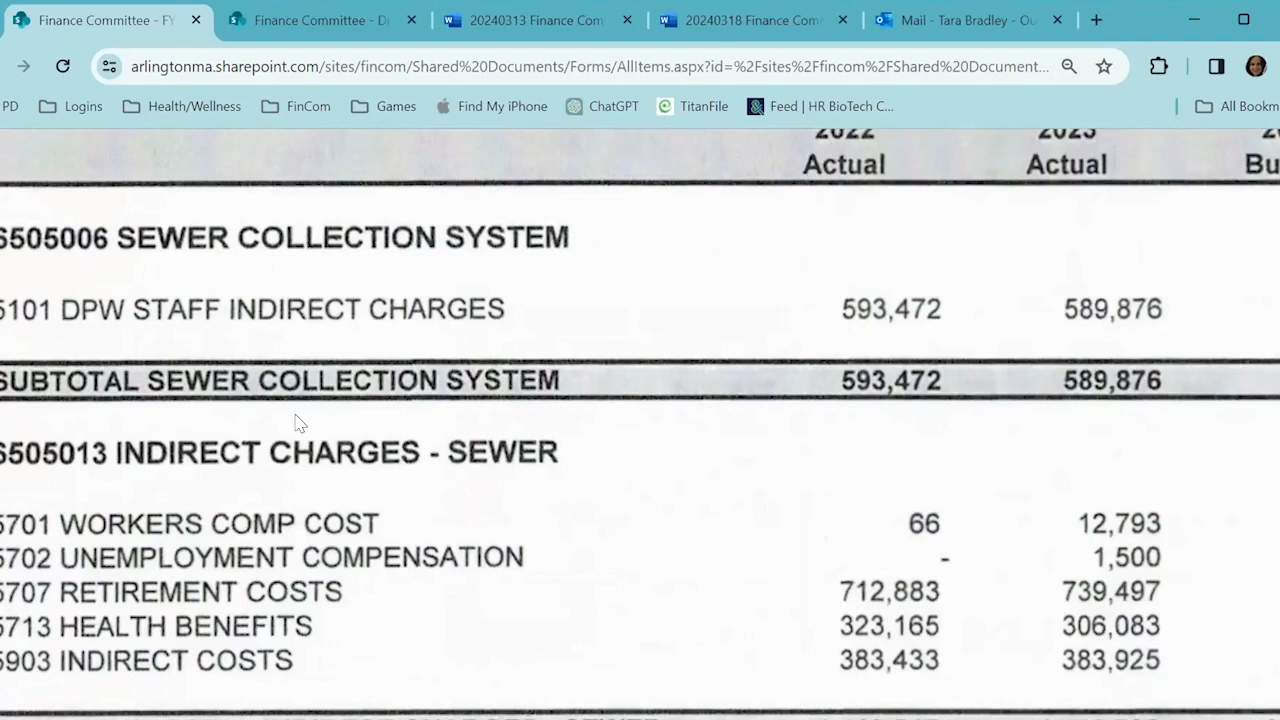 Finance Committee - FY
Finance Committee - D
20240313 Finance Com
20240318 Finance Com
Mail - Tara Bradley - Ou
arlingtonma.sharepoint.com/sites/fincom/Shared%20Documents/Forms/AllItems.aspx?id=%2Fsites%2Ffincom%2FShared%20Document...
PD Logins Health/Wellness FinCom Games Find My iPhone ChatGPT TitanFile Feed | HR BioTech C... All Bookm
2022 2023
Actual Actual Bu
6505006 SEWER COLLECTION SYSTEM
5101 DPW STAFF INDIRECT CHARGES 593,472 589,876
SUBTOTAL SEWER COLLECTION SYSTEM 593,472 589,876
6505013 INDIRECT CHARGES - SEWER
5701 WORKERS COMP COST 66 12,793
5702 UNEMPLOYMENT COMPENSATION - 1,500
5707 RETIREMENT COSTS 712,883 739,497
5713 HEALTH BENEFITS 323,165 306,083
5903 INDIRECT COSTS 383,433 383,925